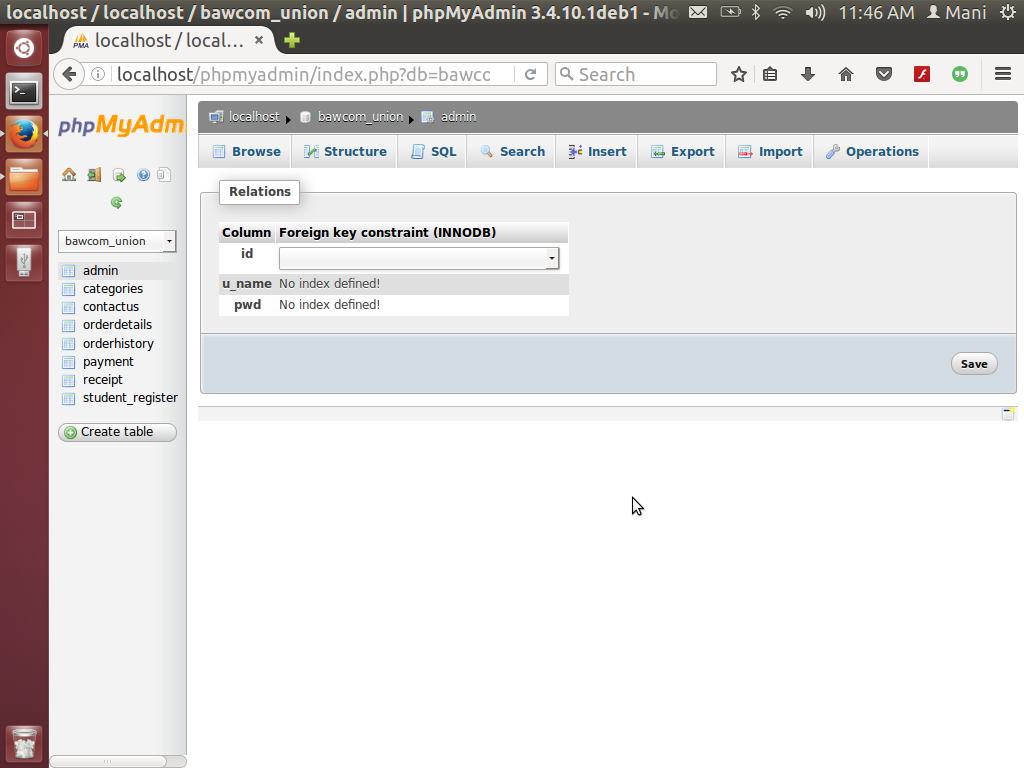 localhost / localhost / bawcom_union / admin | phpMyAdmin 3.4.10.1deb1 - Mo
11:46 AM Mani
localhost / local...
localhost/phpmyadmin/index.php?db=bawco
Search
phpMyAdm
localhost bawcom_union admin
Browse Structure SQL Search Insert Export Import Operations
bawcom_union
admin
categories
contactus
orderdetails
orderhistory
payment
receipt
student_register
Create table
Relations
Column Foreign key constraint (INNODB)
id
u_name No index defined!
pwd No index defined!
Save